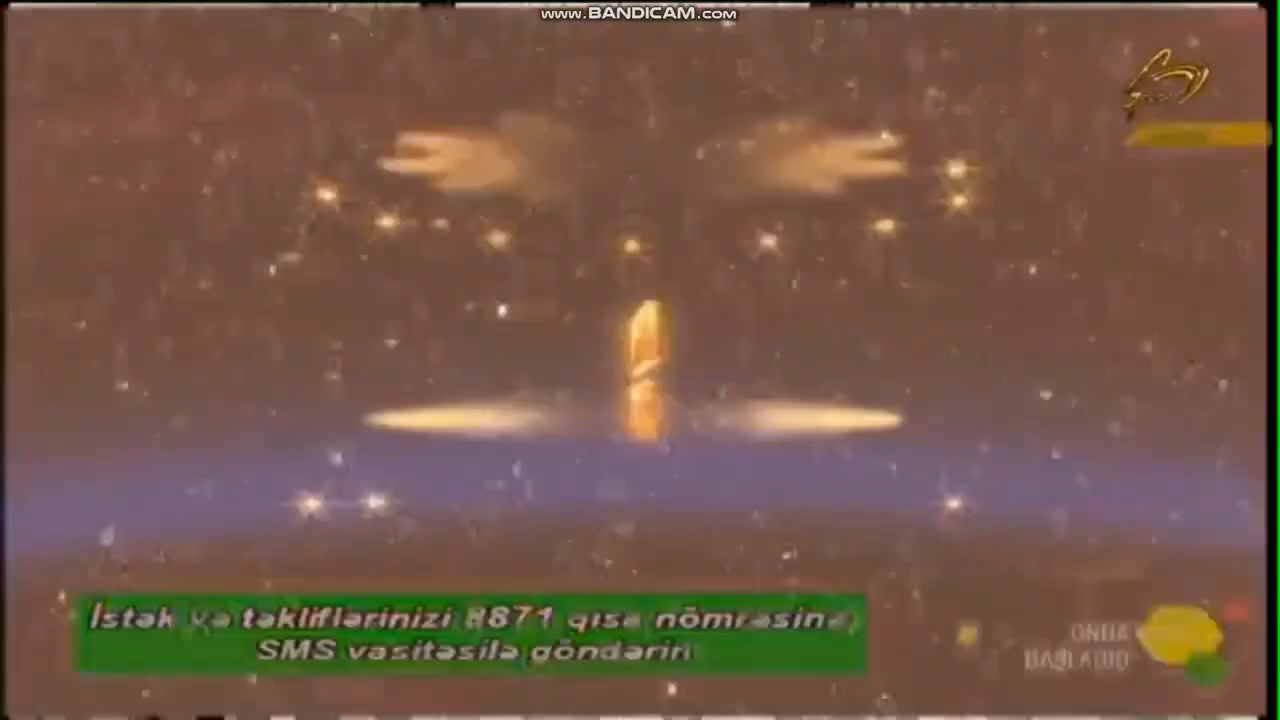 www.BANDICAM.com
İstək və təkliflərinizi 8871 qısa nömrəsinə
SMS vasitəsilə göndərin
ONDA
BAŞLADIQ